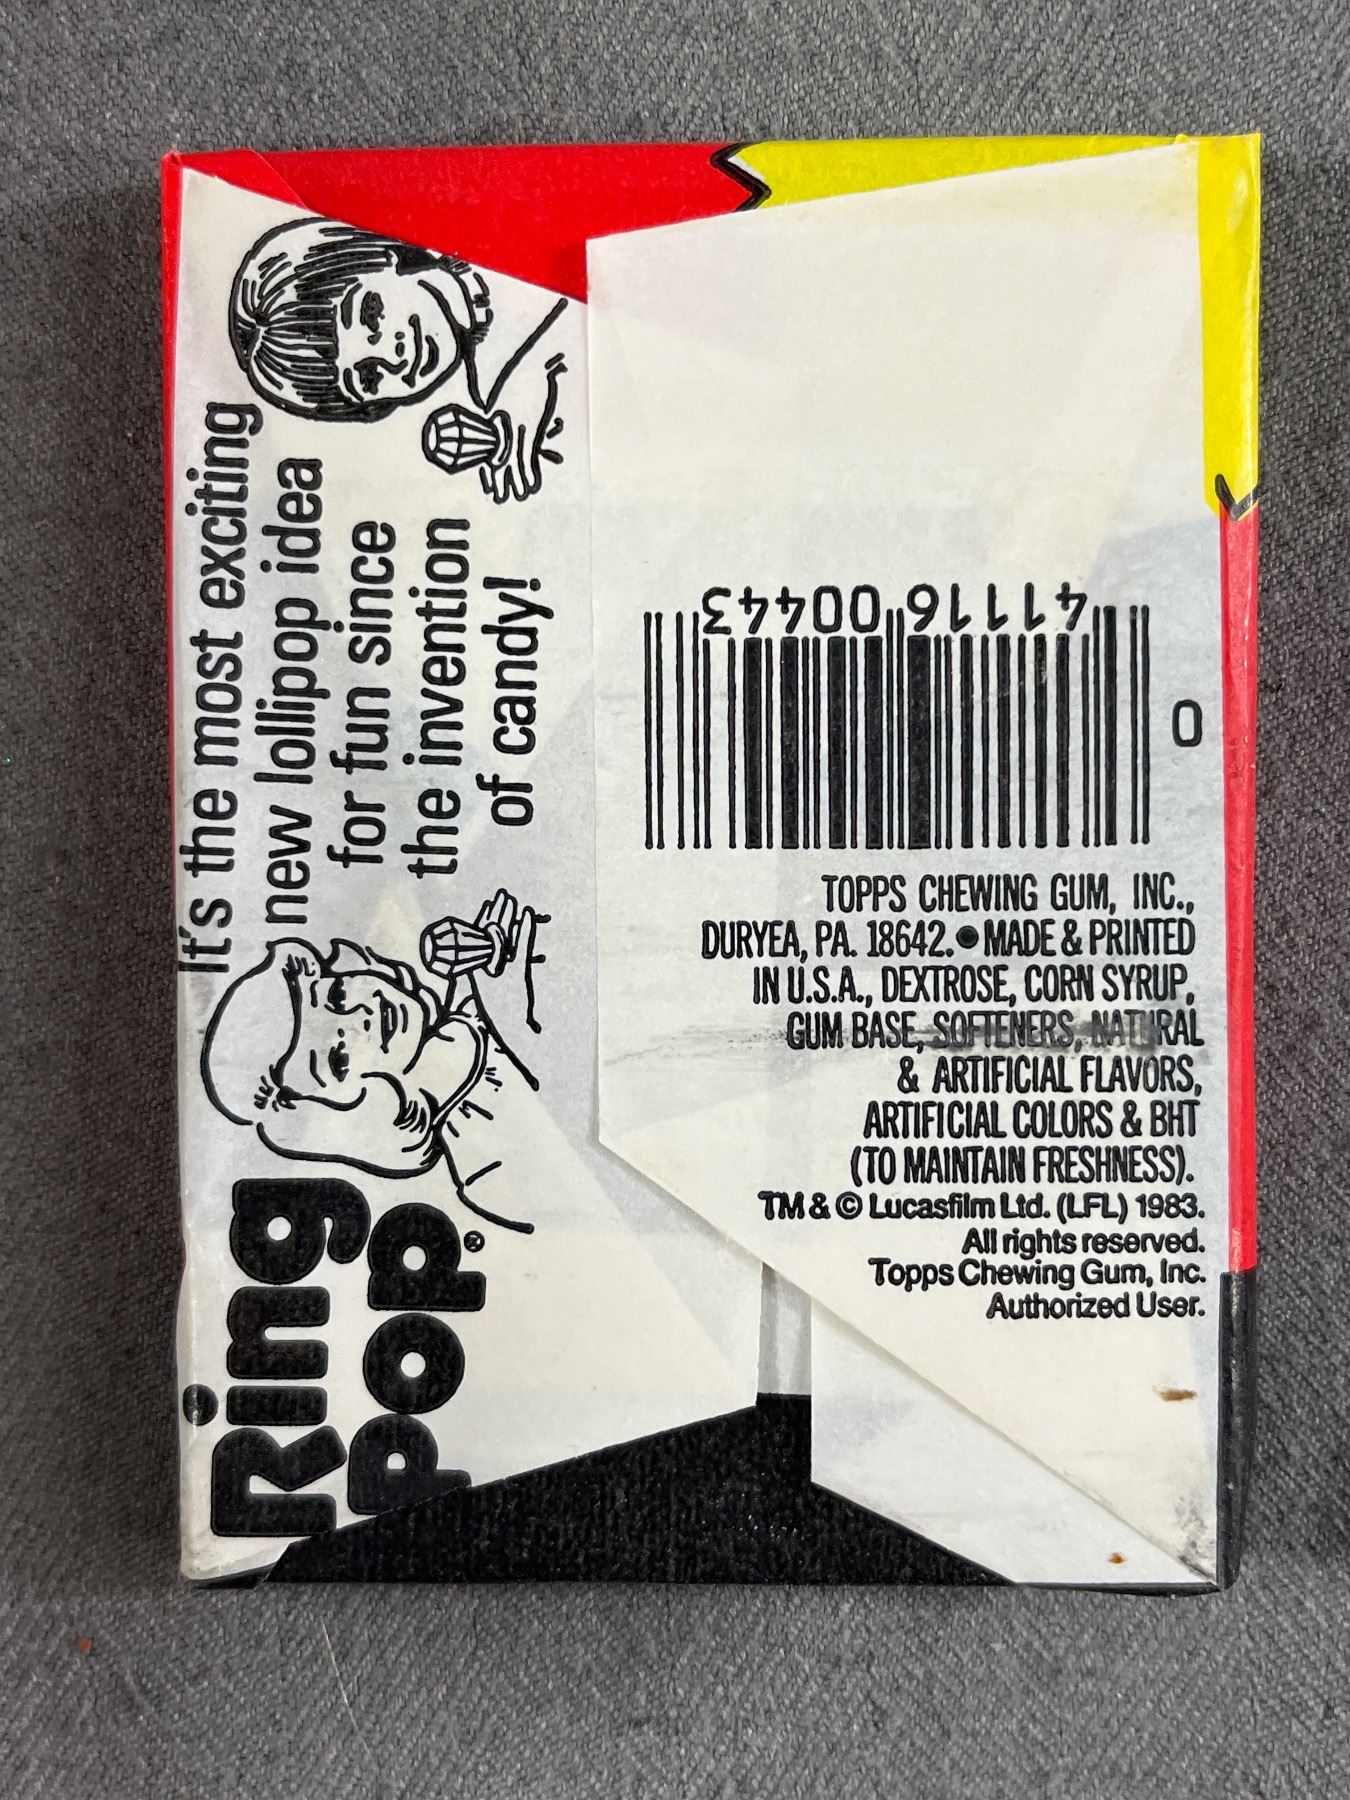 It's the most exciting
new lollipop idea
for fun since
the invention
of candy!
Ring
Pop®
0
41116 00443
TOPPS CHEWING GUM, INC.,
DURYEA, PA. 18642. ● MADE & PRINTED
IN U.S.A., DEXTROSE, CORN SYRUP,
GUM BASE, SOFTENERS, NATURAL
& ARTIFICIAL FLAVORS,
ARTIFICIAL COLORS & BHT
(TO MAINTAIN FRESHNESS).
TM & © Lucasfilm Ltd. (LFL) 1983.
All rights reserved.
Topps Chewing Gum, Inc.
Authorized User.